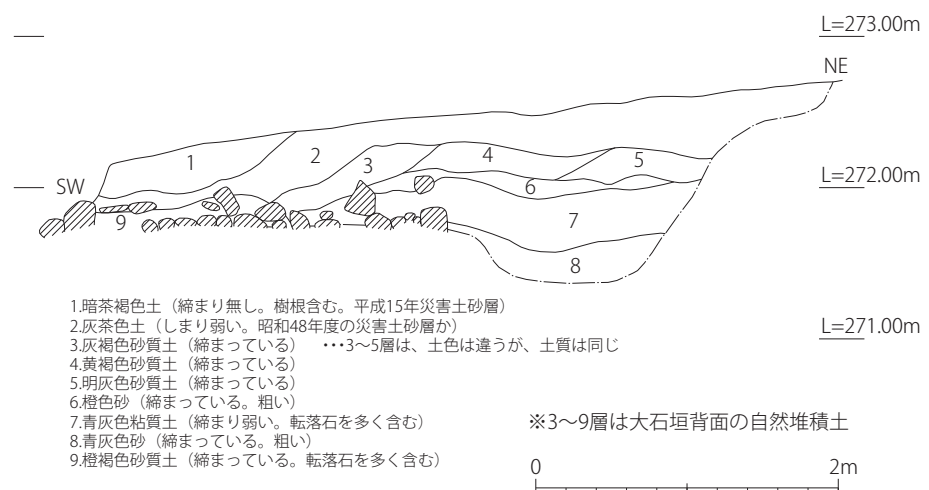 L=273.00m
NE
1
2
3
4
5
6
SW
L=272.00m
9
7
8
1.暗茶褐色土（締まり無し。樹根含む。平成15年災害土砂層）
2.灰茶色土（しまり弱い。昭和48年度の災害土砂層か）
L=271.00m
3.灰褐色砂質土（締まっている） ･･･3～5層は、土色は違うが、土質は同じ
4.黄褐色砂質土（締まっている）
5.明灰色砂質土（締まっている）
6.橙色砂（締まっている。粗い）
7.青灰色粘質土（締まり弱い。転落石を多く含む）
8.青灰色砂（締まっている。粗い）
9.橙褐色砂質土（締まっている。転落石を多く含む）
※3～9層は大石垣背面の自然堆積土
0 2m